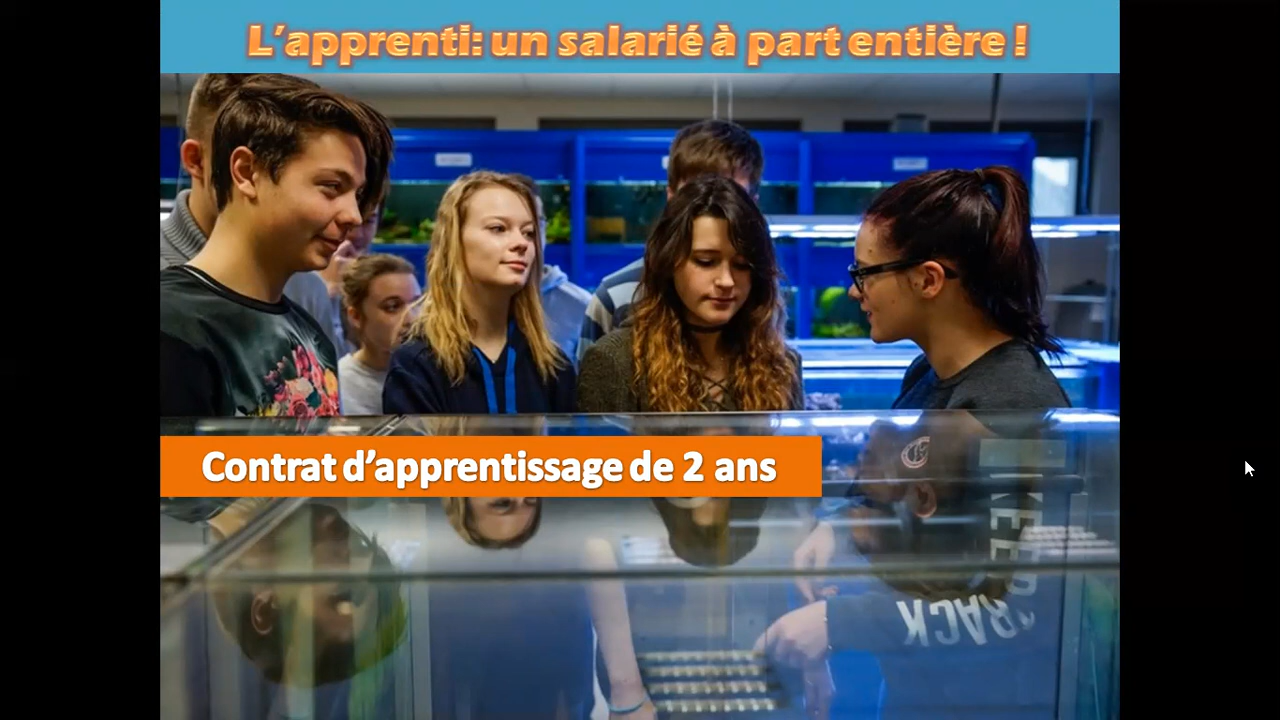 L'apprenti: un salarié à part entière !
Contrat d'apprentissage de 2 ans